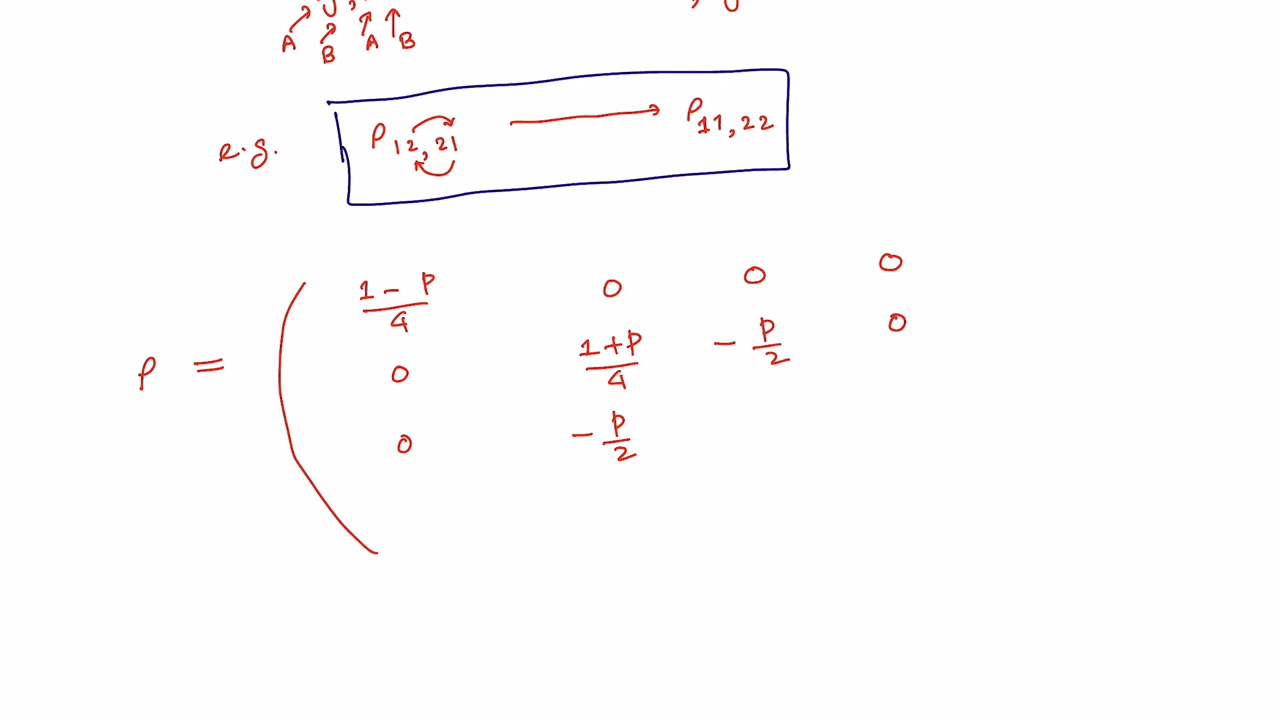 A B A B
e.g. ρ12,21 → ρ11,22
1-p/4 0 0 0
ρ = 0 1+p/4 -p/2 0
0 -p/2